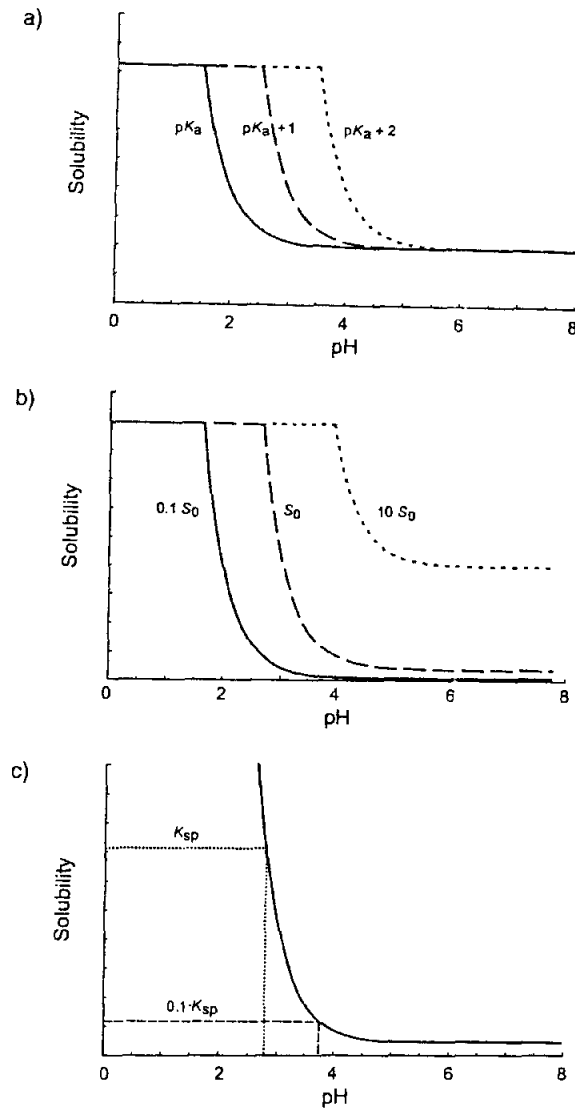 a)
Solubility
pKa
pKa +1
pKa + 2
0 2 4 6 8
pH
b)
Solubility
0.1 S0
S0
10 S0
0 2 4 6 8
pH
c)
Solubility
Ksp
0.1·Ksp
0 2 4 6 8
pH